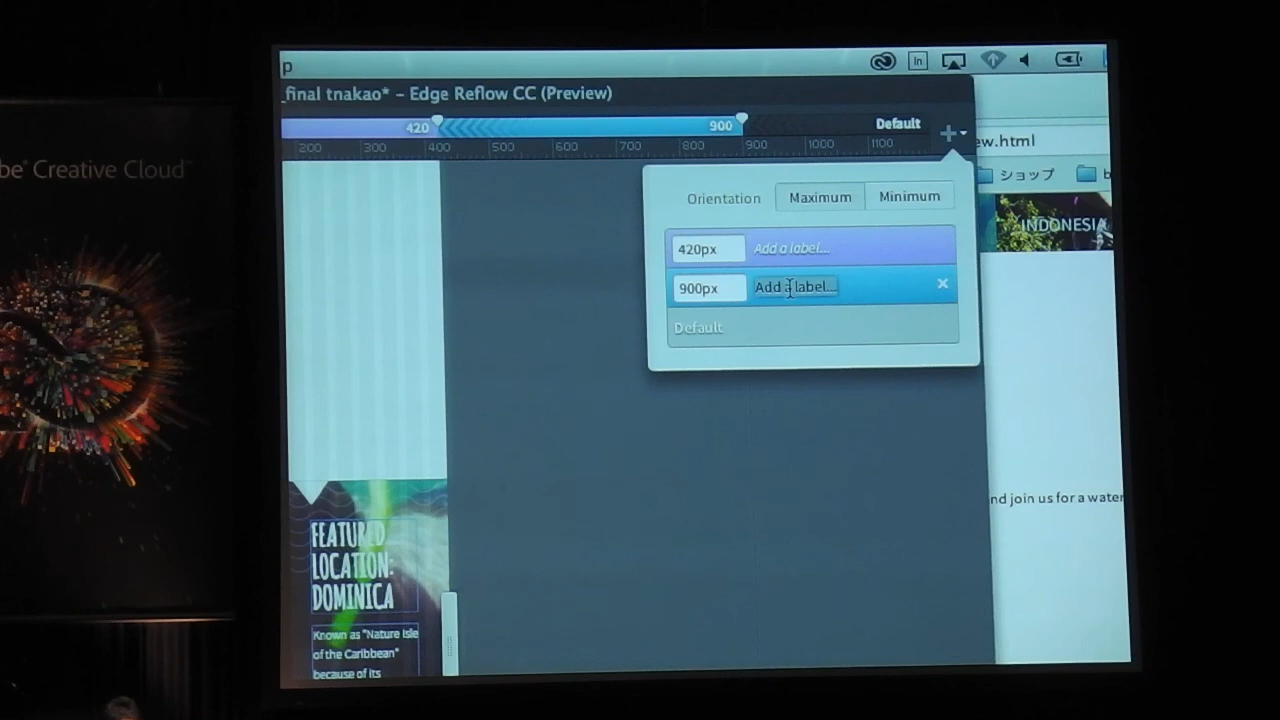 p
_final tnakao* – Edge Reflow CC (Preview)
420
900
Default
200 300 400 500 600 700 800 900 1000 1100
ew.html
ショップ
b
be® Creative Cloud™
Orientation
Maximum
Minimum
INDONESIA
420px
Add a label...
900px
Add a label...
Default
nd join us for a water
FEATURED
LOCATION:
DOMINICA
Known as "Nature Isle
of the Caribbean"
because of its